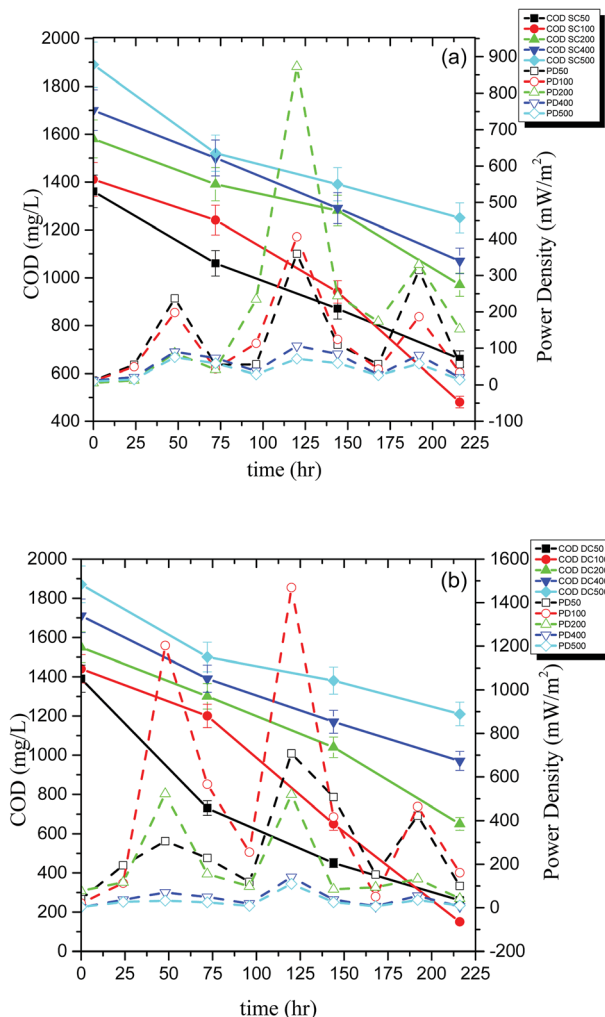 (a)
COD SC50
COD SC100
COD SC200
COD SC400
COD SC500
PD50
PD100
PD200
PD400
PD500
2000
1800
1600
1400
1200
1000
800
600
400
COD (mg/L)
900
800
700
600
500
400
300
200
100
0
-100
Power Density (mW/m²)
0 25 50 75 100 125 150 175 200 225
time (hr)
(b)
COD DC50
COD DC100
COD DC200
COD DC400
COD DC500
PD50
PD100
PD200
PD400
PD500
2000
1800
1600
1400
1200
1000
800
600
400
200
0
COD (mg/L)
1600
1400
1200
1000
800
600
400
200
0
-200
Power Density (mW/m²)
0 25 50 75 100 125 150 175 200 225
time (hr)